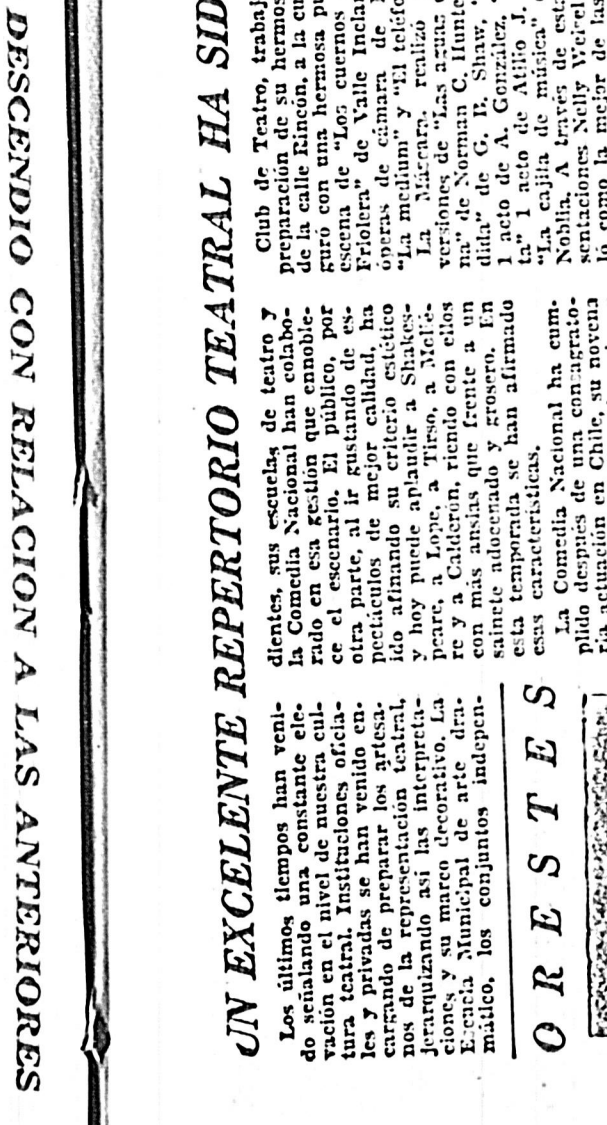 DESCENDIO CON RELACION A LAS ANTERIORES
UN EXCELENTE REPERTORIO TEATRAL HA SID
Los últimos tiempos han veni-
do señalando una constante ele-
vación en el nivel de nuestra cul-
tura teatral. Instituciones oficia-
les y privadas se han venido en-
cargando de preparar los artesa-
nos de la representación teatral,
jerarquizando así las interpreta-
ciones y su marco decorativo. La
Escuela Municipal de arte dra-
mático, los conjuntos indepen-
ORESTES
dientes, sus escuelas de teatro y
la Comedia Nacional han colabo-
rado en esa gestión que ennoble-
ce el escenario. El público, por
otra parte, al ir gustando de es-
pectáculos de mejor calidad, ha
ido afinando su criterio estético
y hoy puede aplaudir a Shakes-
peare, a Lope, a Tirso, a Moliè-
re y a Calderón, riendo con ellos
con más ansias que frente a un
sainete adocenado y grosero. En
esta temporada se han afirmado
esas características.
La Comedia Nacional ha cum-
plido después de una consagrato-
ria actuación en Chile, su novena
Club de Teatro, trabaj
preparación de su hermos
de la calle Rincón, a la cu
guró con una hermosa
escena de "Los cuernos
Friolera" de Valle Inclan
óperas de cámara de
"La medium" y "El teléfo
La Máscara, realizó
versiones de "Las aguas
na" de Norman C. Hunte
dida" de G. B. Shaw,
1 acto de A. González,
ta" 1 acto de Atilio J.
"La cajita de música"
Noblia. A través de esta
sentaciones Nelly
ló como la mejor de las